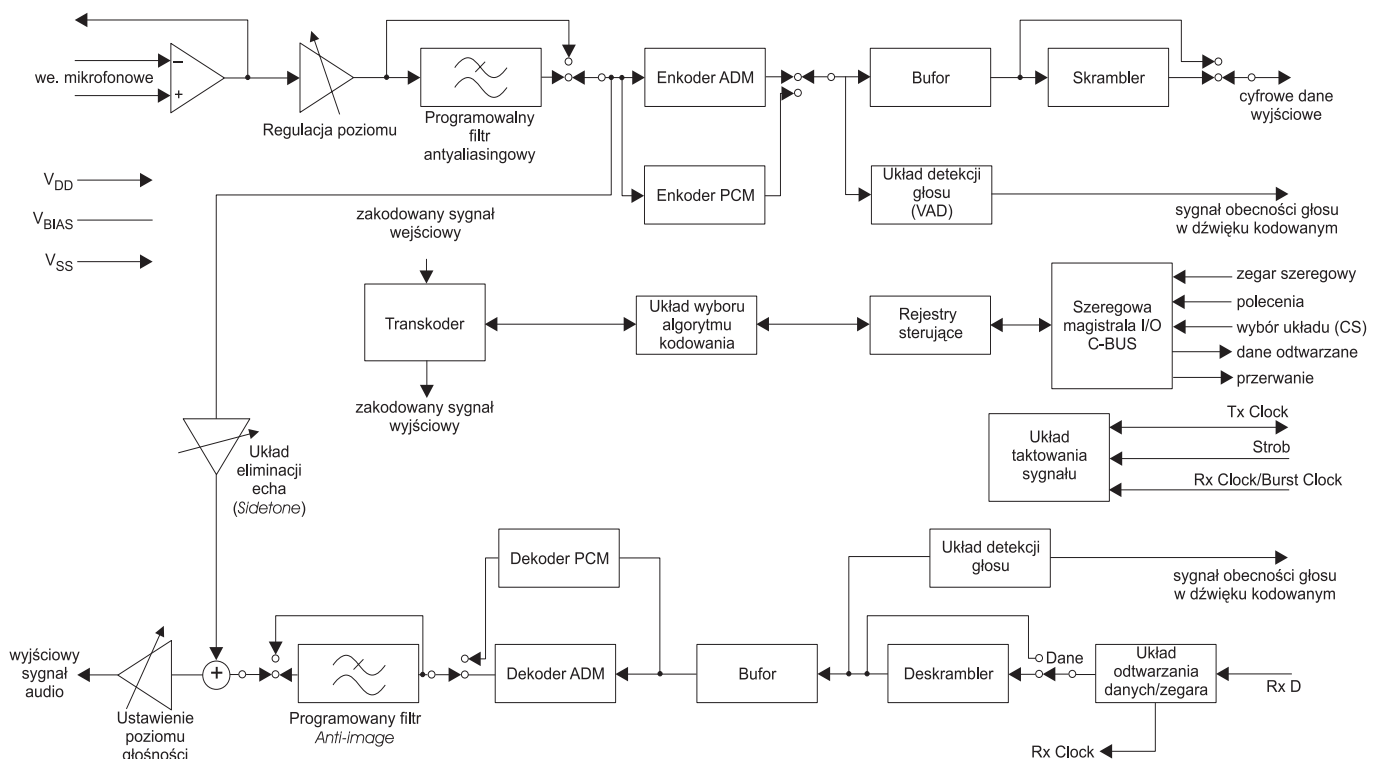 we. mikrofonowe
−
+
Regulacja poziomu
Programowalny
filtr
antyaliasingowy
Enkoder ADM
Enkoder PCM
Bufor
Skrambler
cyfrowe dane
wyjściowe
Układ detekcji
głosu
(VAD)
sygnał obecności głosu
w dźwięku kodowanym
VDD
VBIAS
VSS
zakodowany sygnał
wejściowy
Transkoder
zakodowany sygnał
wyjściowy
Układ wyboru
algorytmu
kodowania
Rejestry
sterujące
Szeregowa
magistrala I/O
C-BUS
zegar szeregowy
polecenia
wybór układu (CS)
dane odtwarzane
przerwanie
Układ
taktowania
sygnału
Tx Clock
Strob
Rx Clock/Burst Clock
Układ
eliminacji
echa
(Sidetone)
Dekoder PCM
Układ detekcji
głosu
sygnał obecności głosu
w dźwięku kodowanym
wyjściowy
sygnał
audio
Ustawienie
poziomu
głośności
+
Programowany filtr
Anti-image
Dekoder ADM
Bufor
Deskrambler
Dane
Układ
odtwarzania
danych/zegara
Rx D
Rx Clock